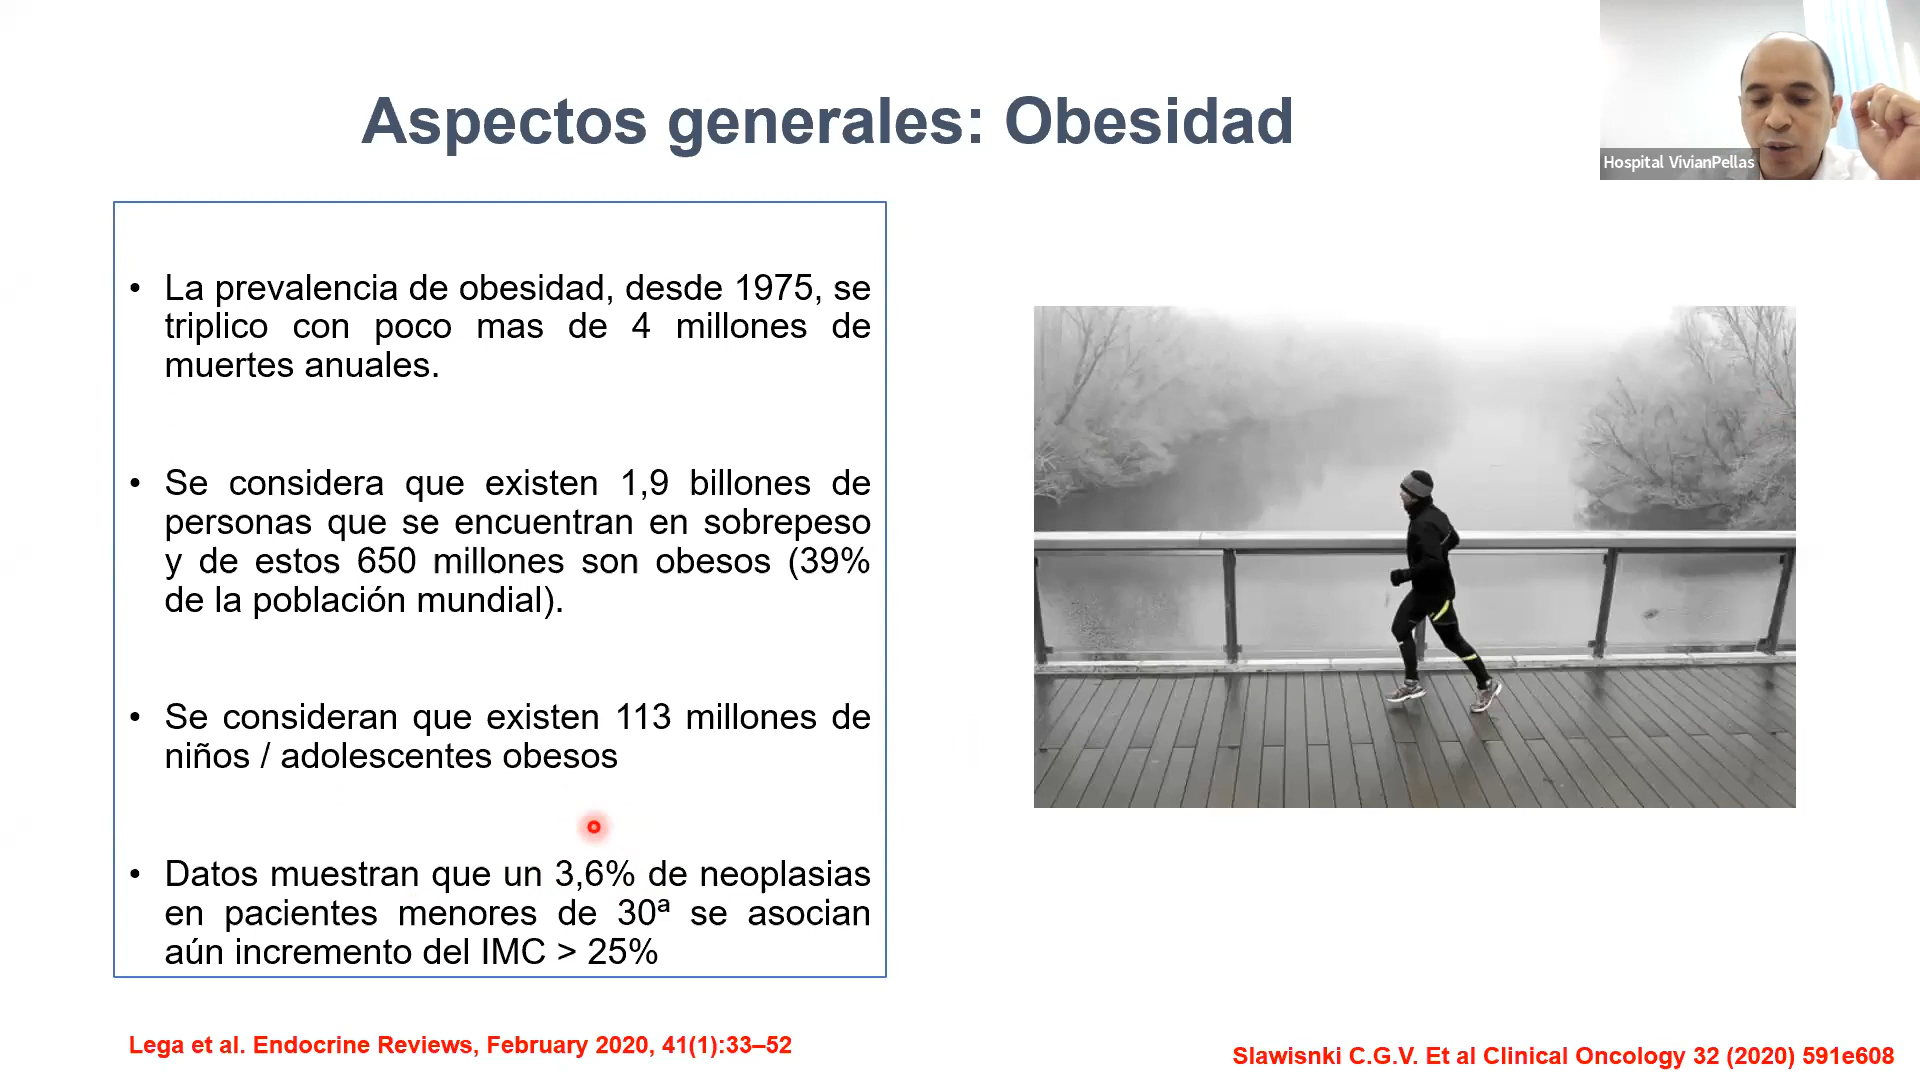 Aspectos generales: Obesidad
Hospital VivianPellas
• La prevalencia de obesidad, desde 1975, se
triplico con poco mas de 4 millones de
muertes anuales.
• Se considera que existen 1,9 billones de
personas que se encuentran en sobrepeso
y de estos 650 millones son obesos (39%
de la población mundial).
• Se consideran que existen 113 millones de
niños / adolescentes obesos
• Datos muestran que un 3,6% de neoplasias
en pacientes menores de 30ª se asocian
aún incremento del IMC > 25%
Lega et al. Endocrine Reviews, February 2020, 41(1):33–52
Slawisnki C.G.V. Et al Clinical Oncology 32 (2020) 591e608